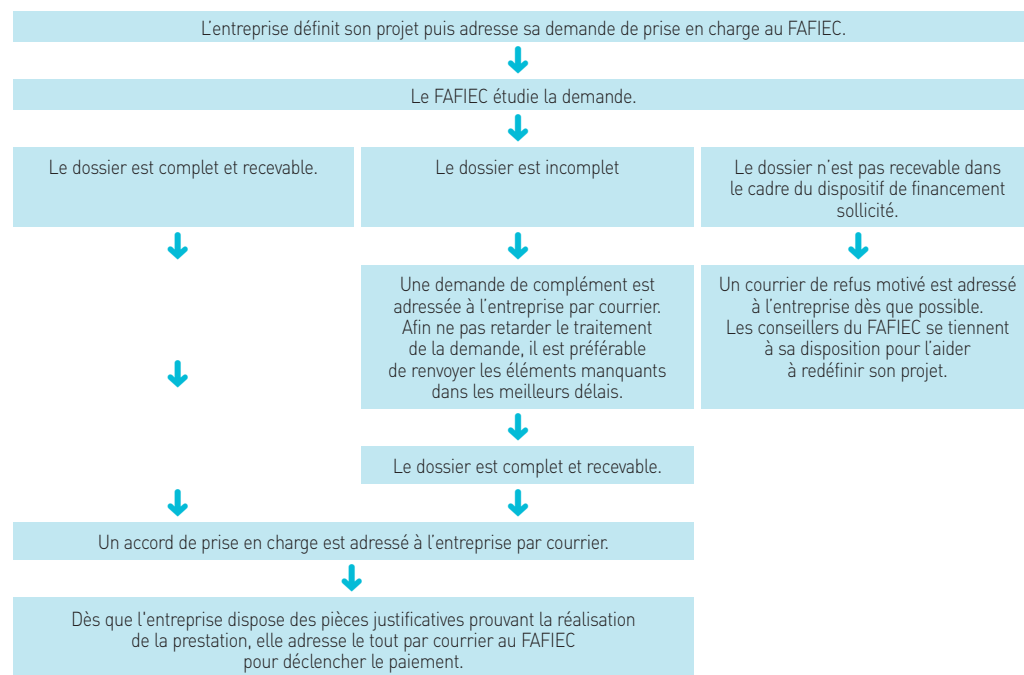 L'entreprise définit son projet puis adresse sa demande de prise en charge au FAFIEC.
Le FAFIEC étudie la demande.
Le dossier est complet et recevable.
Le dossier est incomplet
Le dossier n'est pas recevable dans
le cadre du dispositif de financement
sollicité.
Une demande de complément est
adressée à l'entreprise par courrier.
Afin ne pas retarder le traitement
de la demande, il est préférable
de renvoyer les éléments manquants
dans les meilleurs délais.
Un courrier de refus motivé est adressé
à l'entreprise dès que possible.
Les conseillers du FAFIEC se tiennent
à sa disposition pour l'aider
à redéfinir son projet.
Le dossier est complet et recevable.
Un accord de prise en charge est adressé à l'entreprise par courrier.
Dès que l'entreprise dispose des pièces justificatives prouvant la réalisation
de la prestation, elle adresse le tout par courrier au FAFIEC
pour déclencher le paiement.